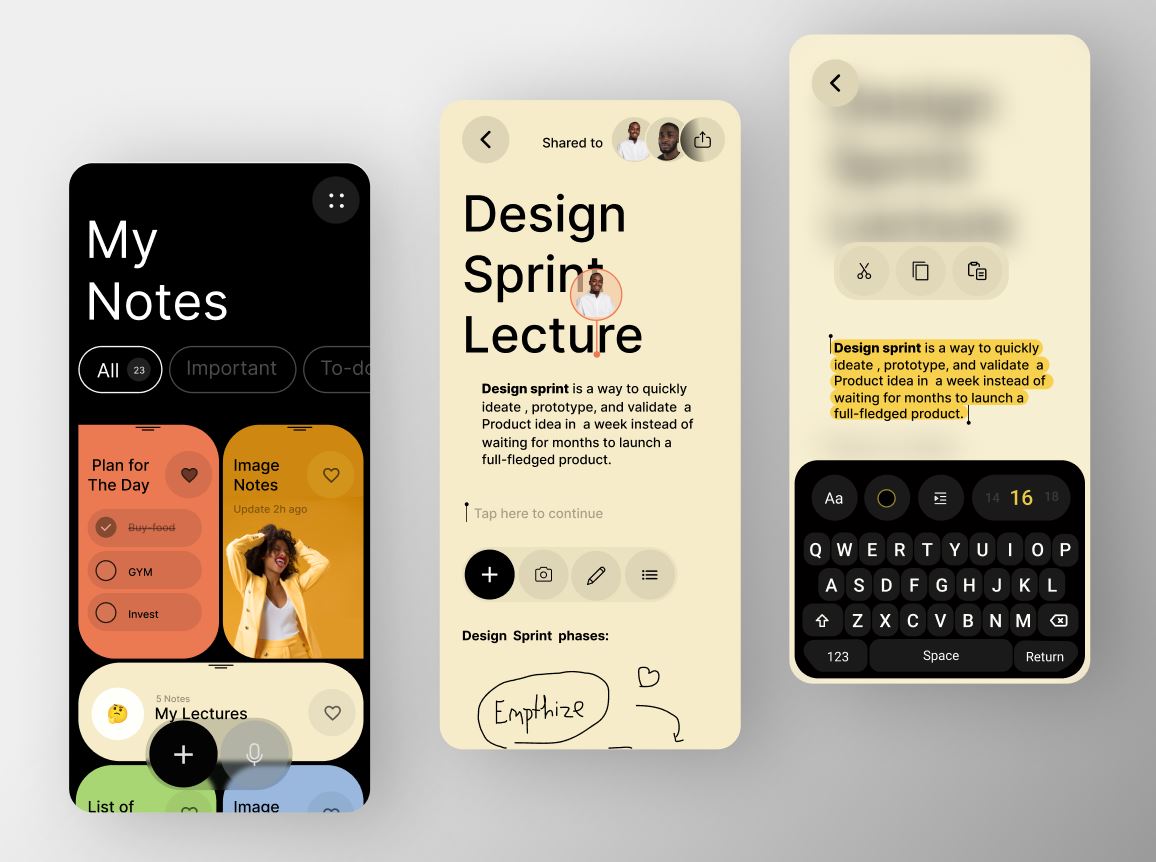 My
Notes
All 23 Important To-do
Plan for
The Day
Buy-food
GYM
Invest
Image
Notes
Update 2h ago
5 Notes
My Lectures
List of
Image
Shared to
Design
Sprint
Lecture
Design sprint is a way to quickly
ideate , prototype, and validate  a
Product idea in  a week instead of
waiting for months to launch a
full-fledged product.
Tap here to continue
Design Sprint phases:
Empthize
Design
Sprint
Lecture
Design sprint is a way to quickly
ideate , prototype, and validate  a
Product idea in  a week instead of
waiting for months to launch a
full-fledged product.
Aa 14 16 18
Q W E R T Y U I O P
A S D F G H J K L
Z X C V B N M
123 Space Return